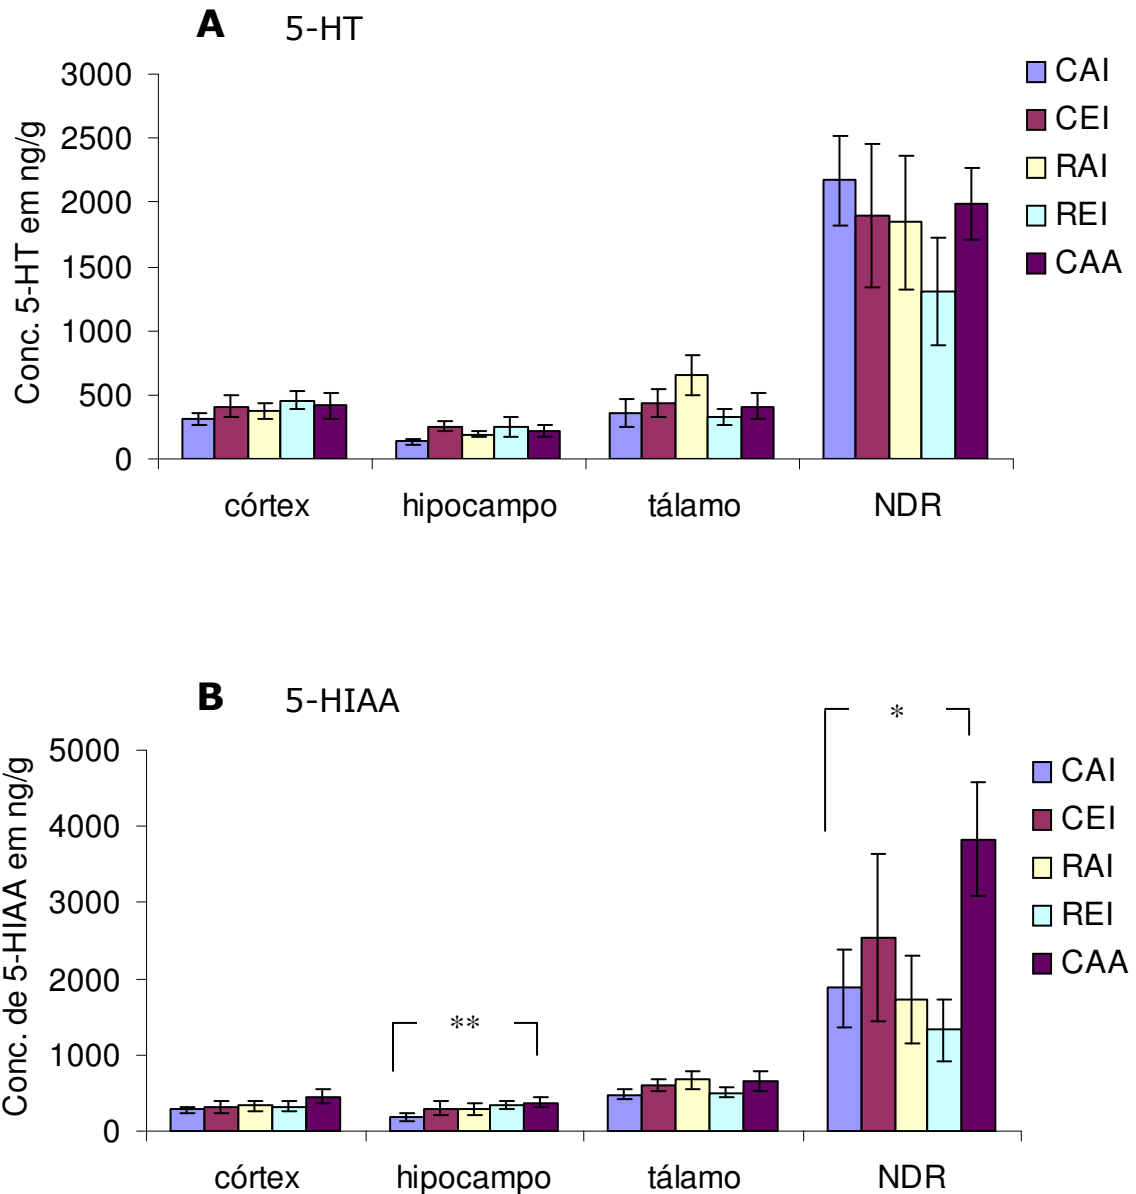 A 5-HT
Conc. 5-HT em ng/g
3000
2500
2000
1500
1000
500
0
córtex hipocampo tálamo NDR
CAI
CEI
RAI
REI
CAA
B 5-HIAA
Conc. de 5-HIAA em ng/g
5000
4000
3000
2000
1000
0
**
*
córtex hipocampo tálamo NDR
CAI
CEI
RAI
REI
CAA